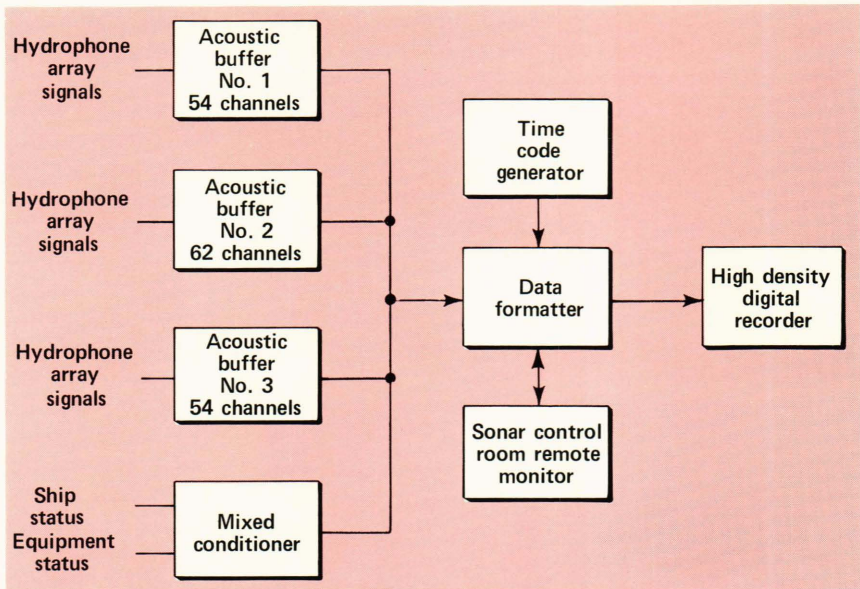 Hydrophone
array
signals
Acoustic
buffer
No. 1
54 channels
Hydrophone
array
signals
Acoustic
buffer
No. 2
62 channels
Hydrophone
array
signals
Acoustic
buffer
No. 3
54 channels
Ship
status
Equipment
status
Mixed
conditioner
Time
code
generator
Data
formatter
Sonar control
room remote
monitor
High density
digital
recorder